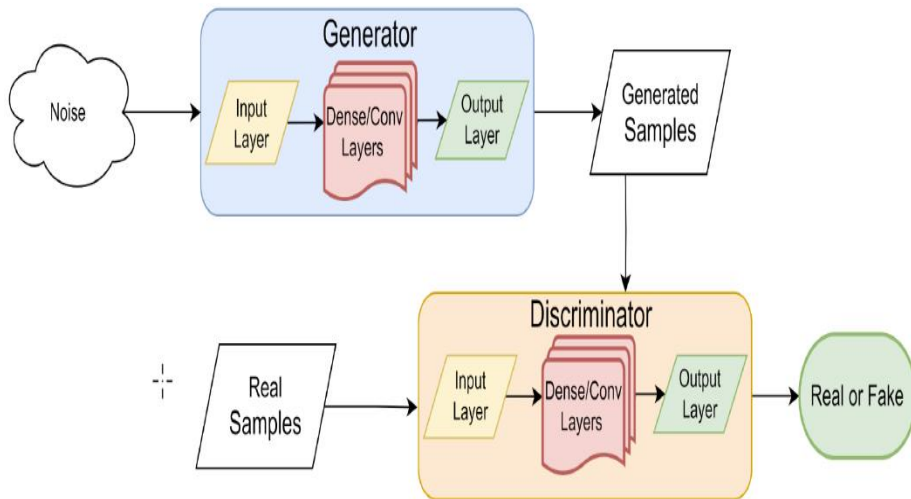 Generator
Noise
Input
Layer
Dense/Conv
Layers
Output
Layer
Generated
Samples
Discriminator
Real
Samples
Input
Layer
Dense/Conv
Layers
Output
Layer
Real or Fake